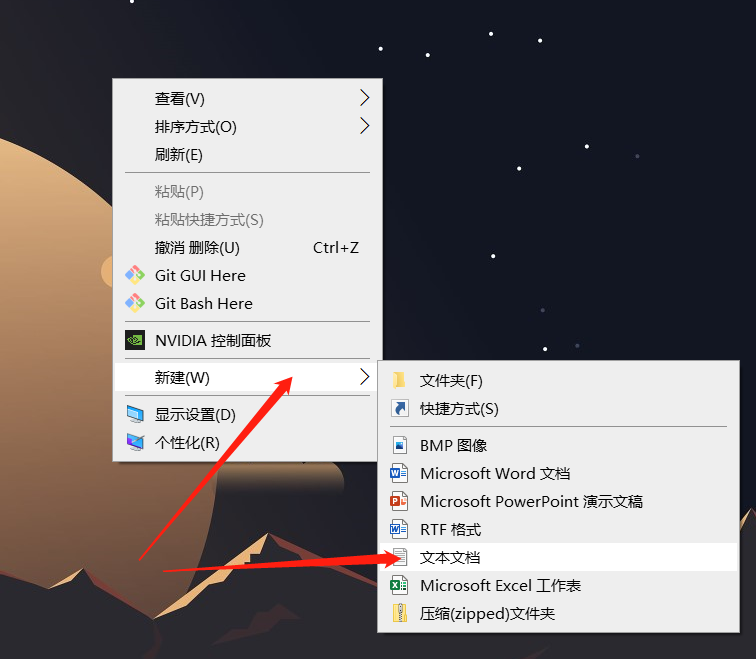 查看(V)
排序方式(O)
刷新(E)
粘贴(P)
粘贴快捷方式(S)
撤消 删除(U) Ctrl+Z
Git GUI Here
Git Bash Here
NVIDIA 控制面板
新建(W)
显示设置(D)
个性化(R)
文件夹(F)
快捷方式(S)
BMP 图像
Microsoft Word 文档
Microsoft PowerPoint 演示文稿
RTF 格式
文本文档
Microsoft Excel 工作表
压缩(zipped)文件夹